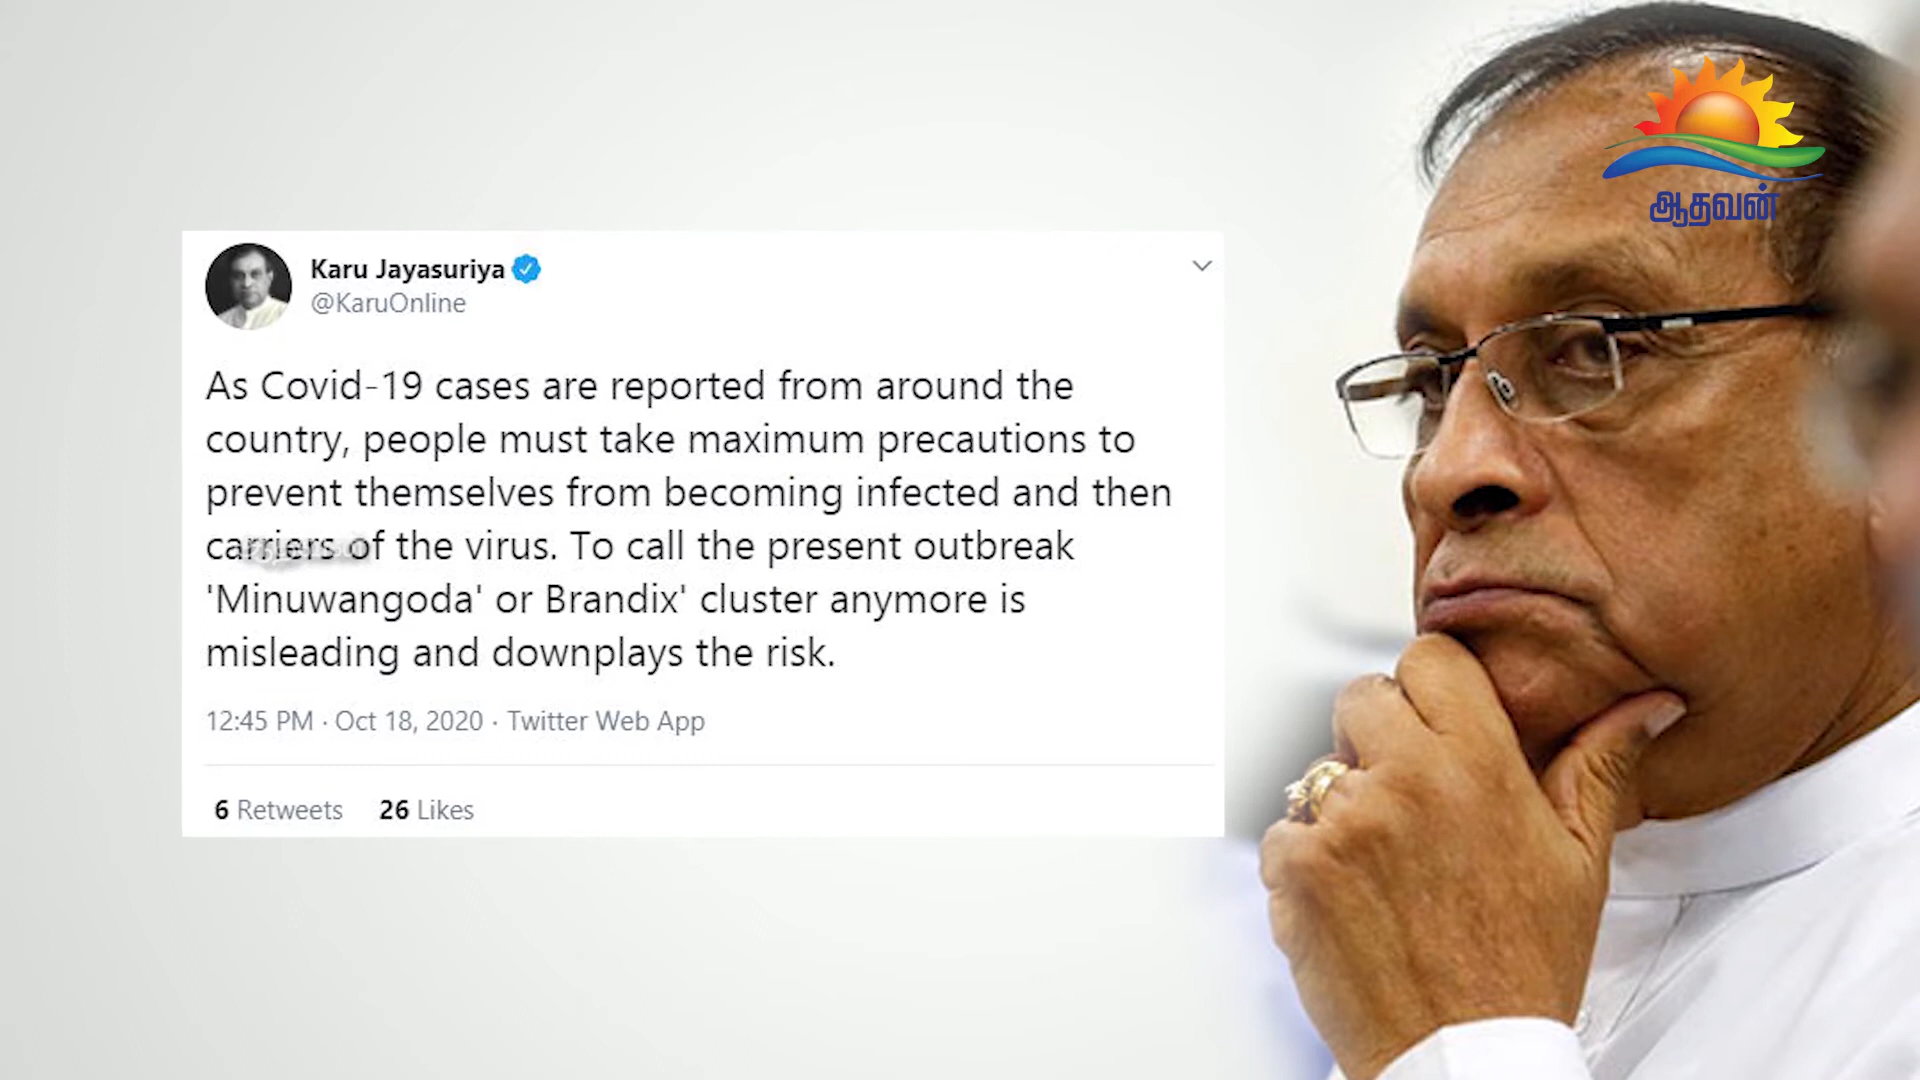 ஆதவன்
Karu Jayasuriya
@KaruOnline
As Covid-19 cases are reported from around the
country, people must take maximum precautions to
prevent themselves from becoming infected and then
carriers of the virus. To call the present outbreak
'Minuwangoda' or Brandix' cluster anymore is
misleading and downplays the risk.
12:45 PM · Oct 18, 2020 · Twitter Web App
6 Retweets 26 Likes